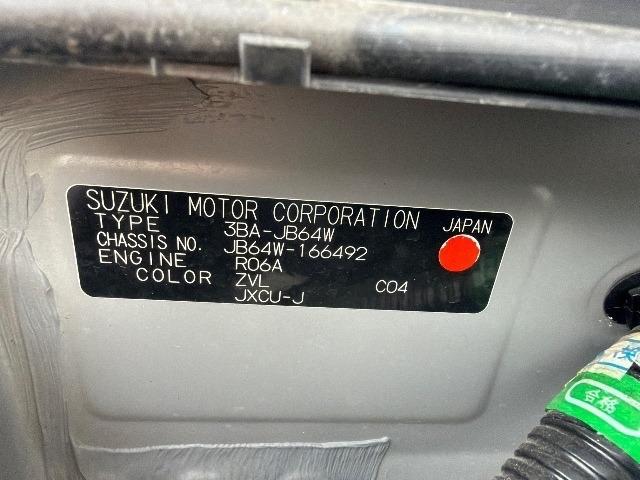 SUZUKI MOTOR CORPORATION
TYPE 3BA-JB64W JAPAN
CHASSIS NO. JB64W-166492
ENGINE R06A
COLOR ZVL C04
JXCU-J
合格